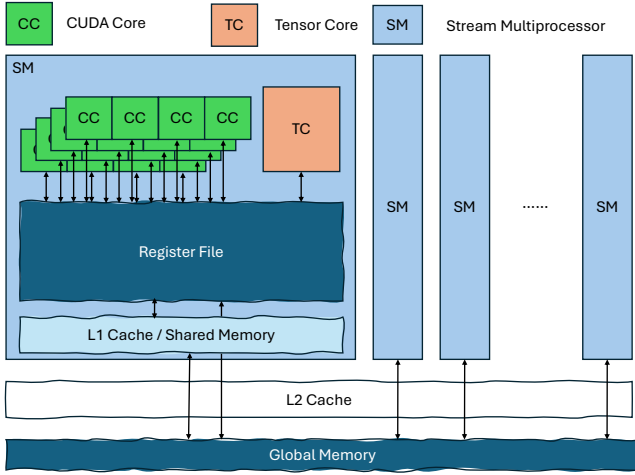 CC
CUDA Core
TC
Tensor Core
SM
Stream Multiprocessor
SM
CC
CC
CC
CC
TC
SM
SM
......
SM
Register File
L1 Cache / Shared Memory
L2 Cache
Global Memory